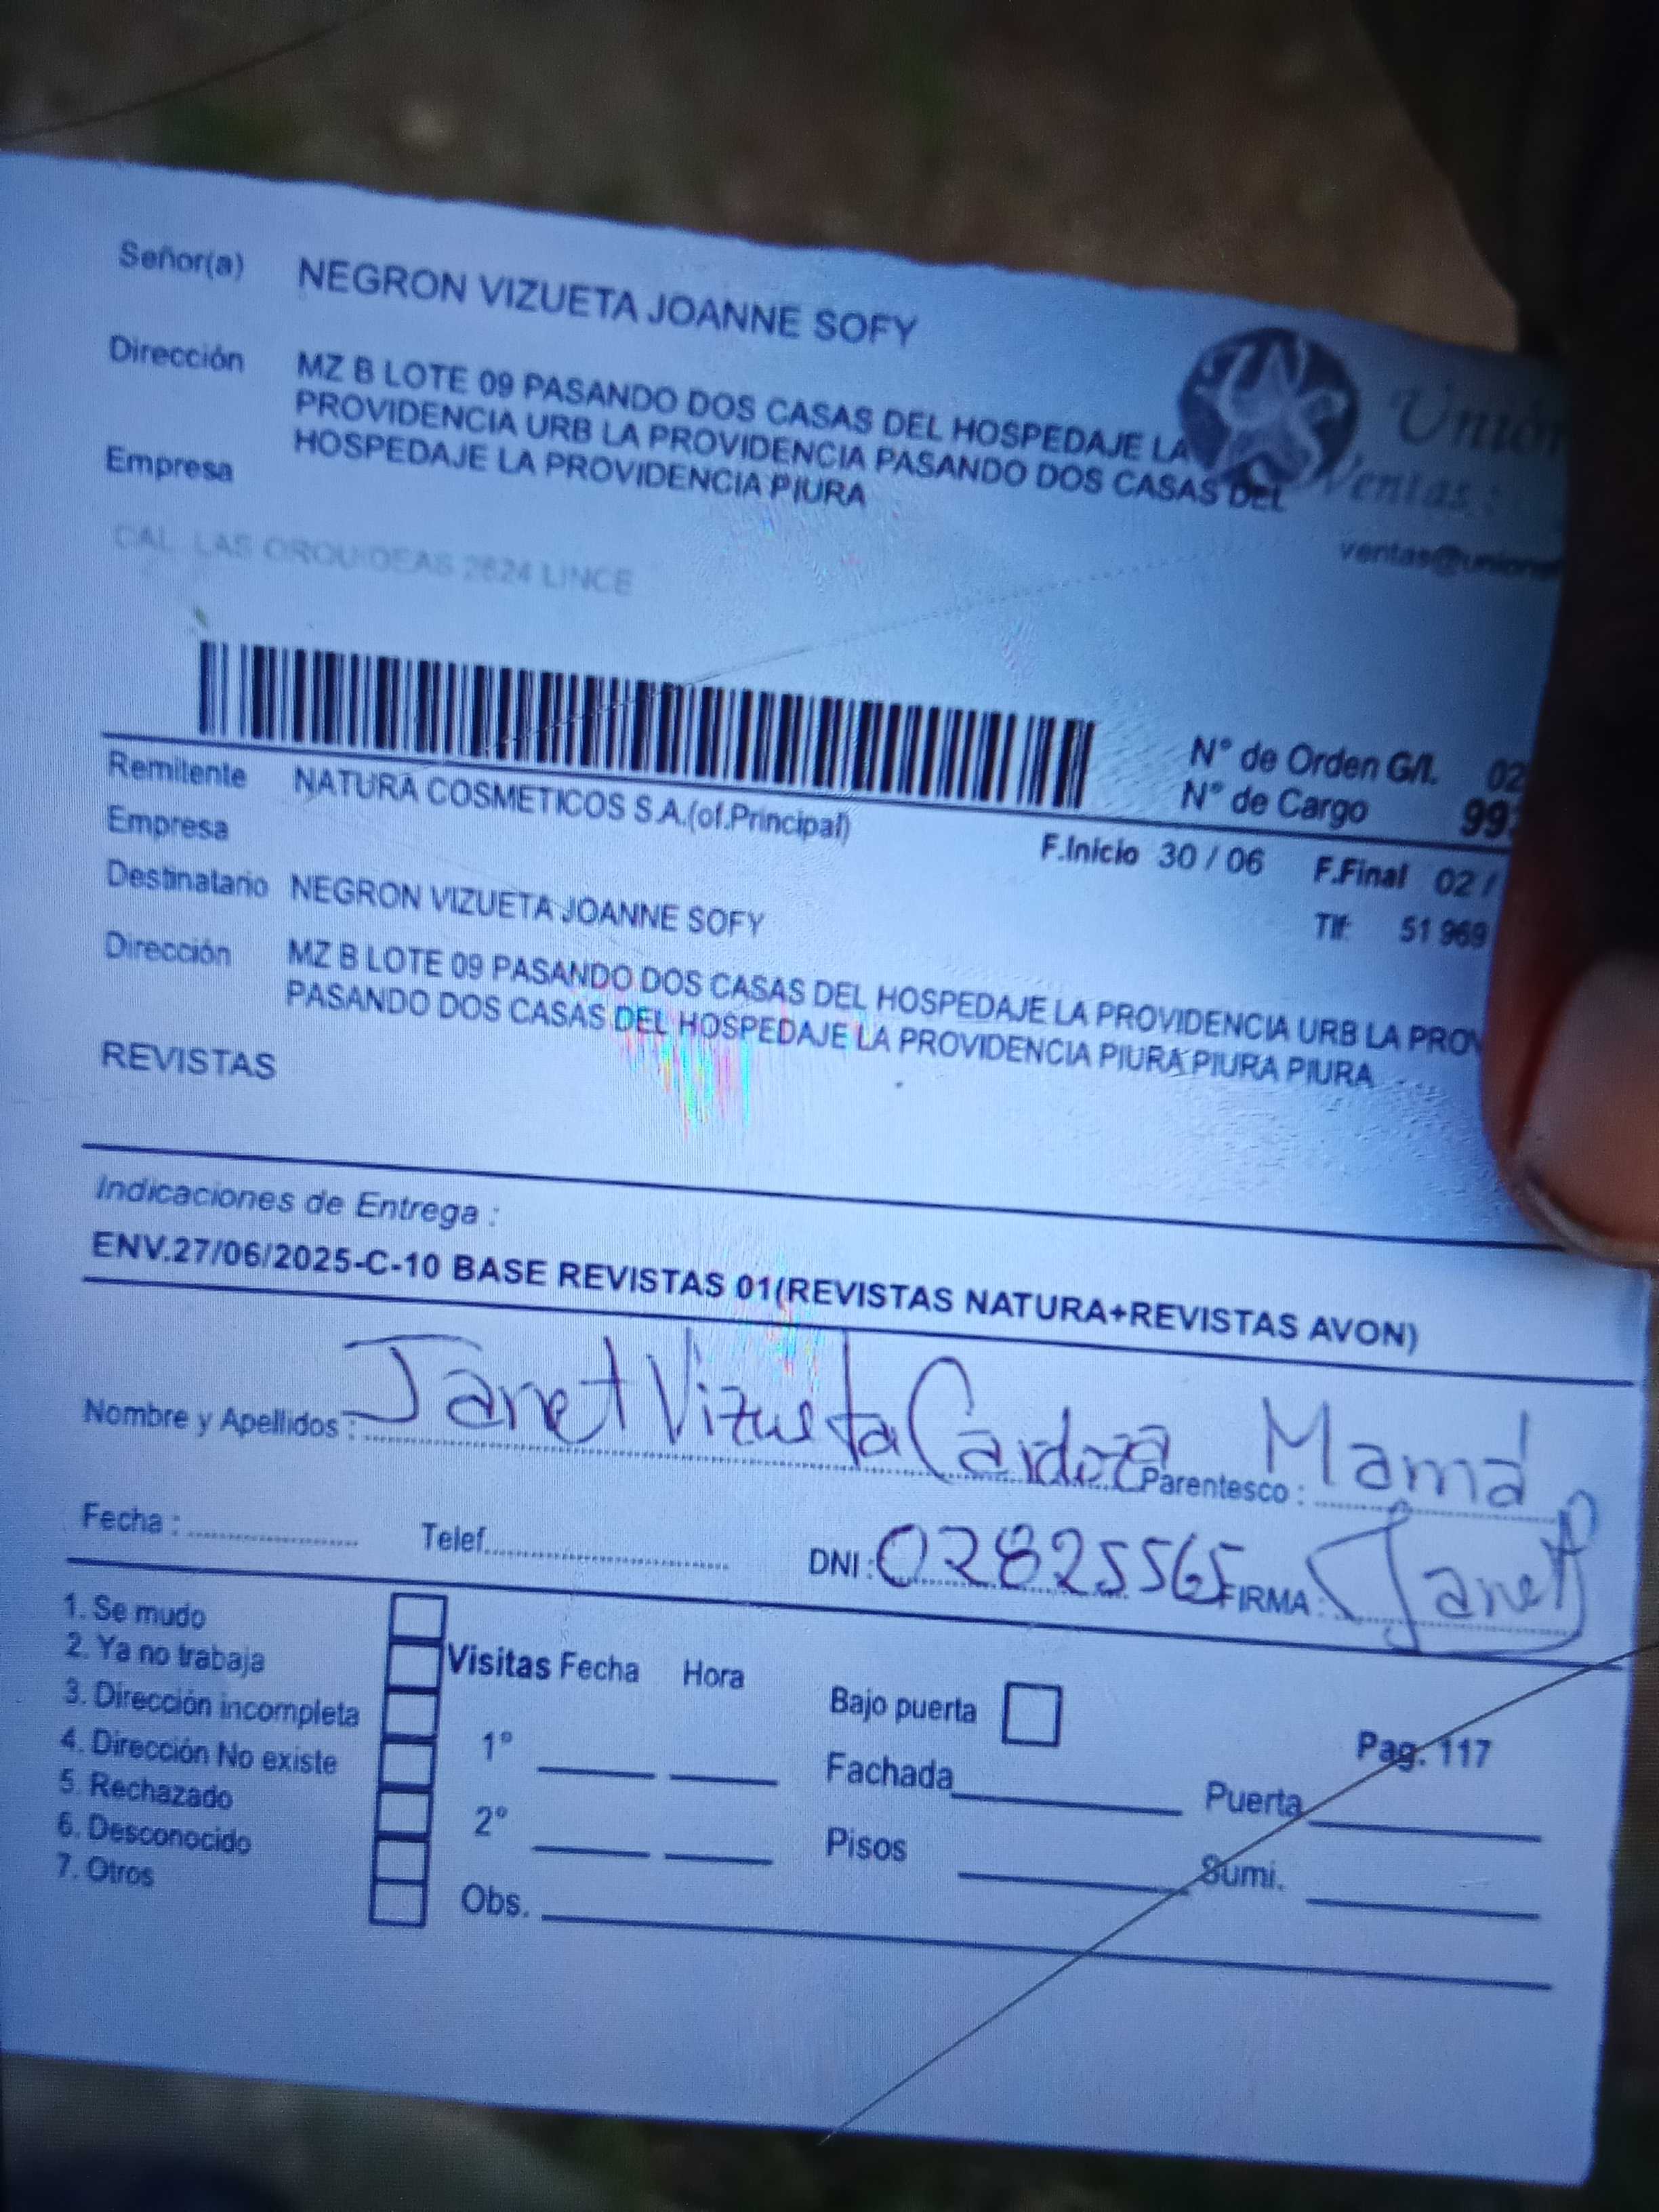 Señor(a) NEGRON VIZUETA JOANNE SOFY
Dirección MZ B LOTE 09 PASANDO DOS CASAS DEL HOSPEDAJE LA
PROVIDENCIA URB LA PROVIDENCIA PASANDO DOS CASAS DEL
HOSPEDAJE LA PROVIDENCIA PIURA
Empresa
Unión
Ventas:
ventas@unione
CAL LAS ORQUIDEAS 2624 LINCE
N° de Orden G/L 02
N° de Cargo 99
Remitente NATURA COSMETICOS S.A.(of.Principal)
Empresa
F.Inicio 30 / 06 F.Final 02 /
Destinatario NEGRON VIZUETA JOANNE SOFY
Tlf: 51 969
Dirección MZ B LOTE 09 PASANDO DOS CASAS DEL HOSPEDAJE LA PROVIDENCIA URB LA PROV
PASANDO DOS CASAS DEL HOSPEDAJE LA PROVIDENCIA PIURA PIURA PIURA
REVISTAS
Indicaciones de Entrega :
ENV.27/06/2025-C-10 BASE REVISTAS 01(REVISTAS NATURA+REVISTAS AVON)
Nombre y Apellidos : Janet Vizueta Cardoza Parentesco : Mamá
Fecha : Telef. DNI : 02825565 FIRMA : Janet
1. Se mudo
2. Ya no trabaja
3. Dirección incompleta
4. Dirección No existe
5. Rechazado
6. Desconocido
7. Otros
Visitas Fecha Hora
1°
2°
Obs.
Bajo puerta
Fachada
Pisos
Pag. 117
Puerta
Sumi.